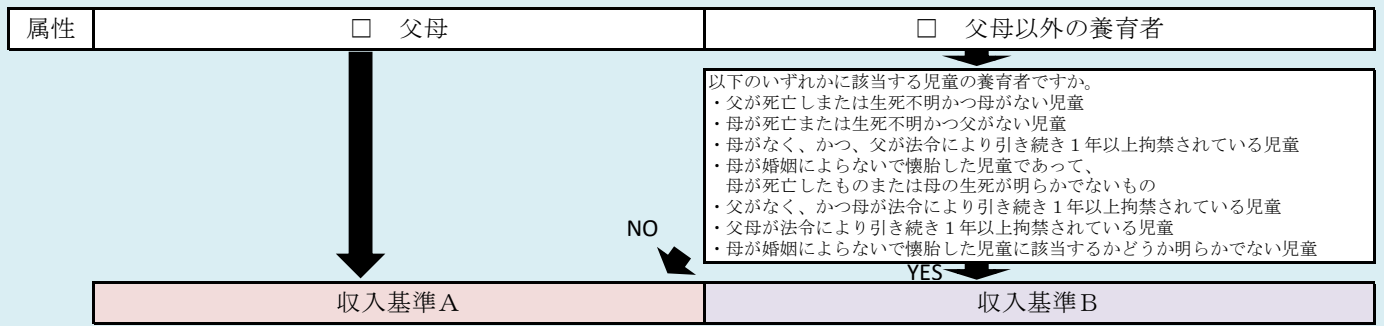 属性
□　父母
□　父母以外の養育者
以下のいずれかに該当する児童の養育者ですか。
・父が死亡しまたは生死不明かつ母がない児童
・母が死亡または生死不明かつ父がない児童
・母がなく、かつ、父が法令により引き続き１年以上拘禁されている児童
・母が婚姻によらないで懐胎した児童であって、
　母が死亡したものまたは母の生死が明らかでないもの
・父がなく、かつ母が法令により引き続き１年以上拘禁されている児童
・父母が法令により引き続き１年以上拘禁されている児童
・母が婚姻によらないで懐胎した児童に該当するかどうか明らかでない児童
NO
YES
収入基準Ａ
収入基準Ｂ